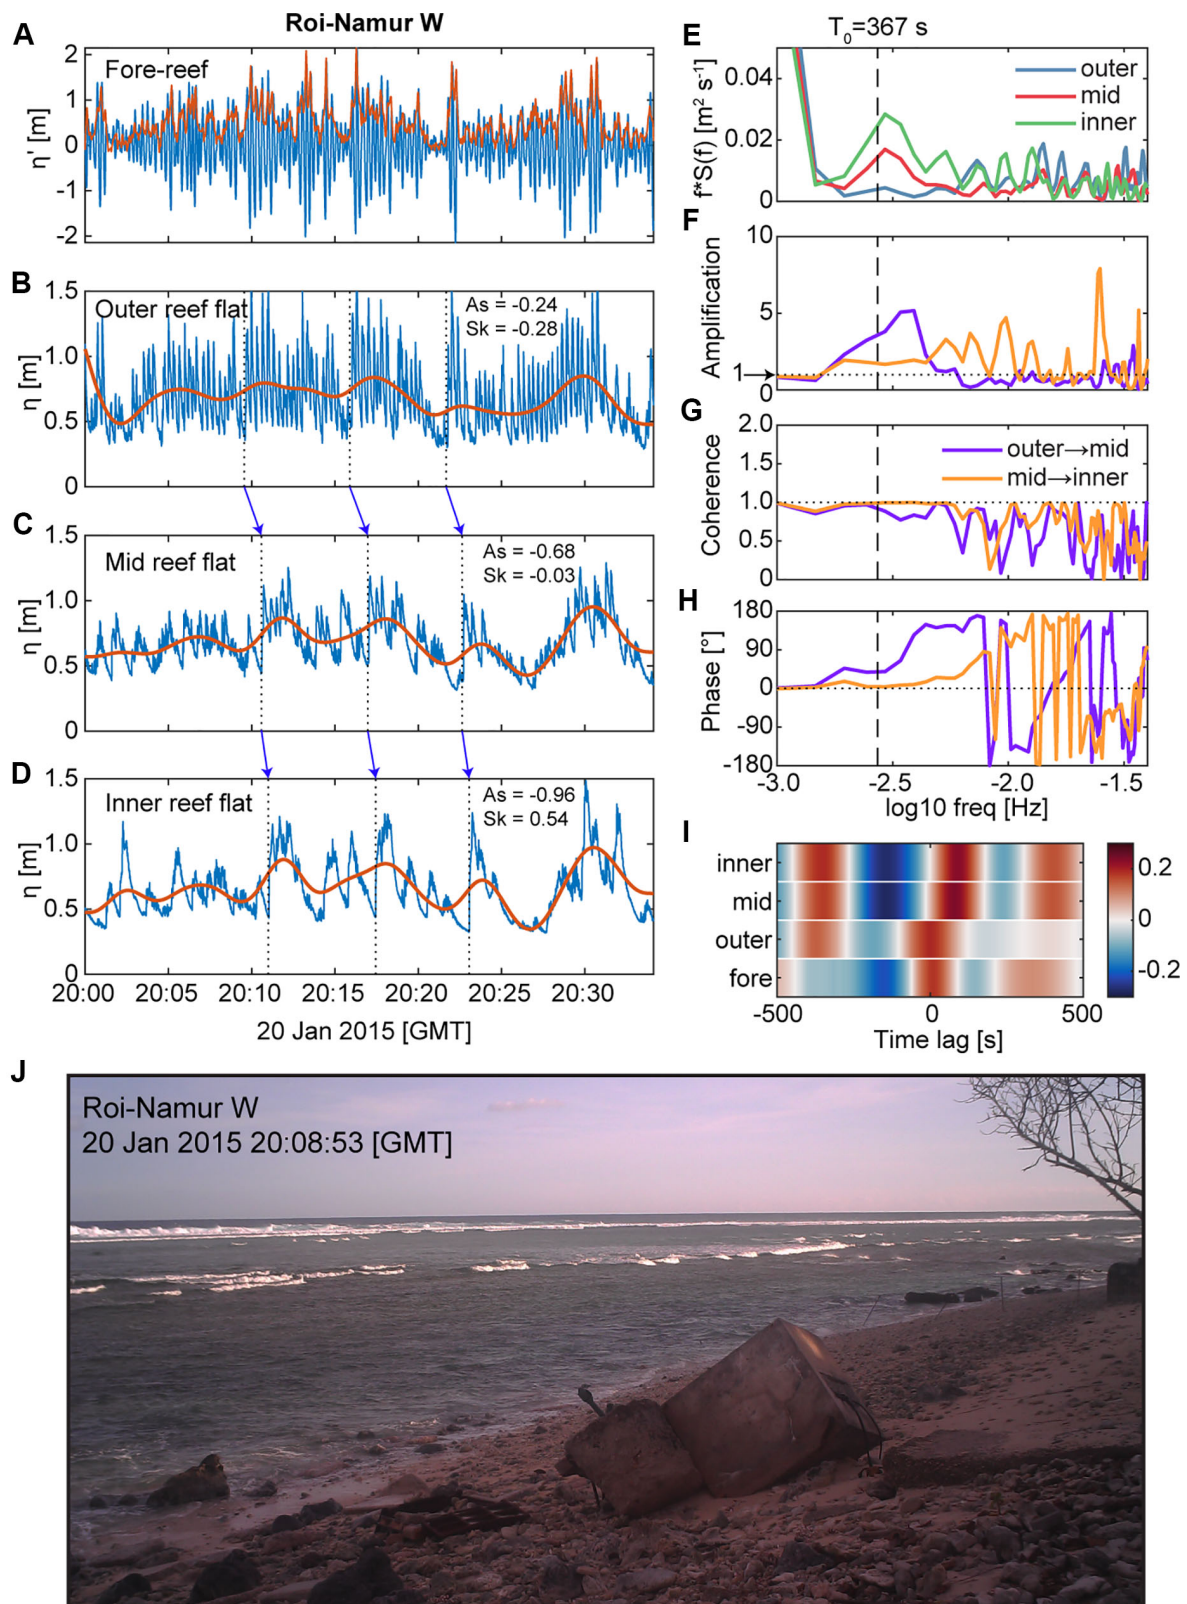 Roi-Namur W
A
Fore-reef
η' [m]
2
1
0
-1
-2
B
Outer reef flat
As = -0.24
Sk = -0.28
η [m]
1.5
1.0
0.5
0
C
Mid reef flat
As = -0.68
Sk = -0.03
η [m]
1.5
1.0
0.5
0
D
Inner reef flat
As = -0.96
Sk = 0.54
η [m]
1.5
1.0
0.5
0
20:00 20:05 20:10 20:15 20:20 20:25 20:30
20 Jan 2015 [GMT]
E
T0=367 s
outer
mid
inner
f*S(f) [m² s⁻¹]
0.04
0.02
0
F
Amplification
10
5
1
0
G
outer→mid
mid→inner
Coherence
2.0
1.5
1.0
0.5
0
H
Phase [°]
180
90
0
-90
-180
-3.0 -2.5 -2.0 -1.5
log10 freq [Hz]
I
inner
mid
outer
fore
0.2
0
-0.2
-500 0 500
Time lag [s]
J
Roi-Namur W
20 Jan 2015 20:08:53 [GMT]